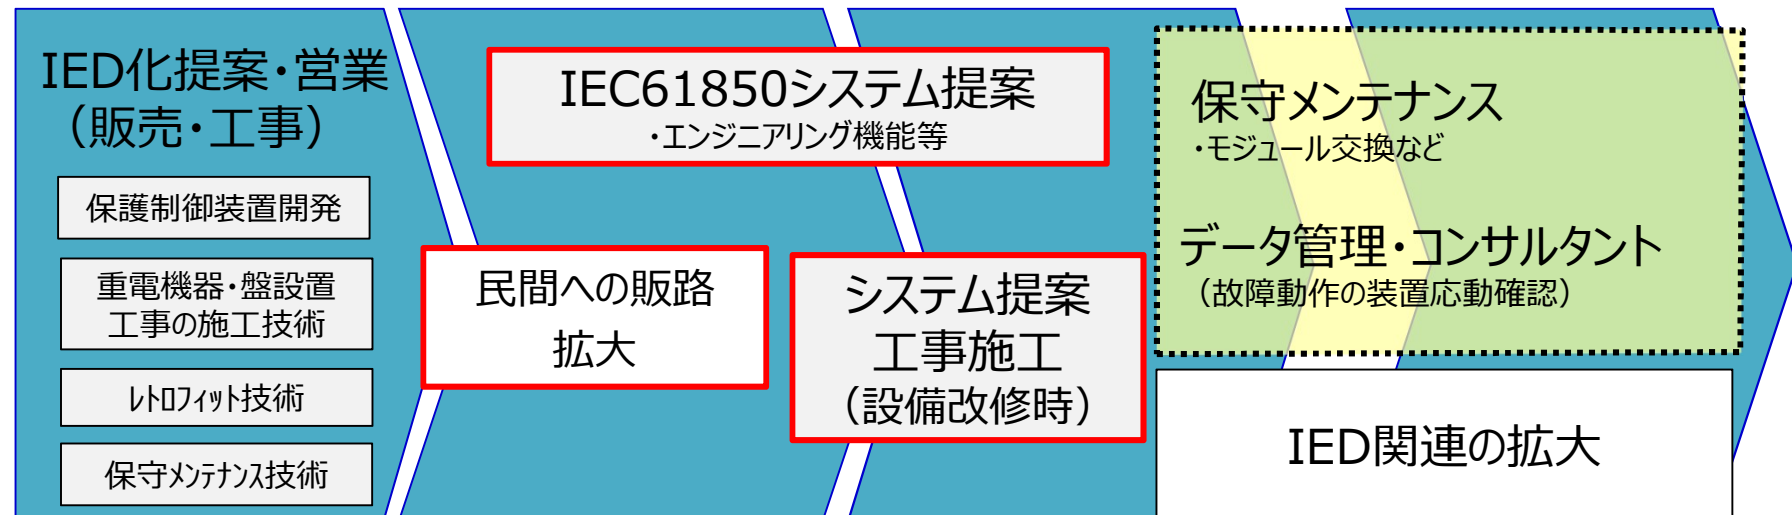 IED化提案・営業
（販売・工事）
保護制御装置開発
重電機器・盤設置
工事の施工技術
ﾚﾄﾛﾌｨｯﾄ技術
保守ﾒﾝﾃﾅﾝｽ技術
IEC61850システム提案
・エンジニアリング機能等
民間への販路
拡大
システム提案
工事施工
（設備改修時）
保守メンテナンス
・モジュール交換など
データ管理・コンサルタント
（故障動作の装置応動確認）
IED関連の拡大